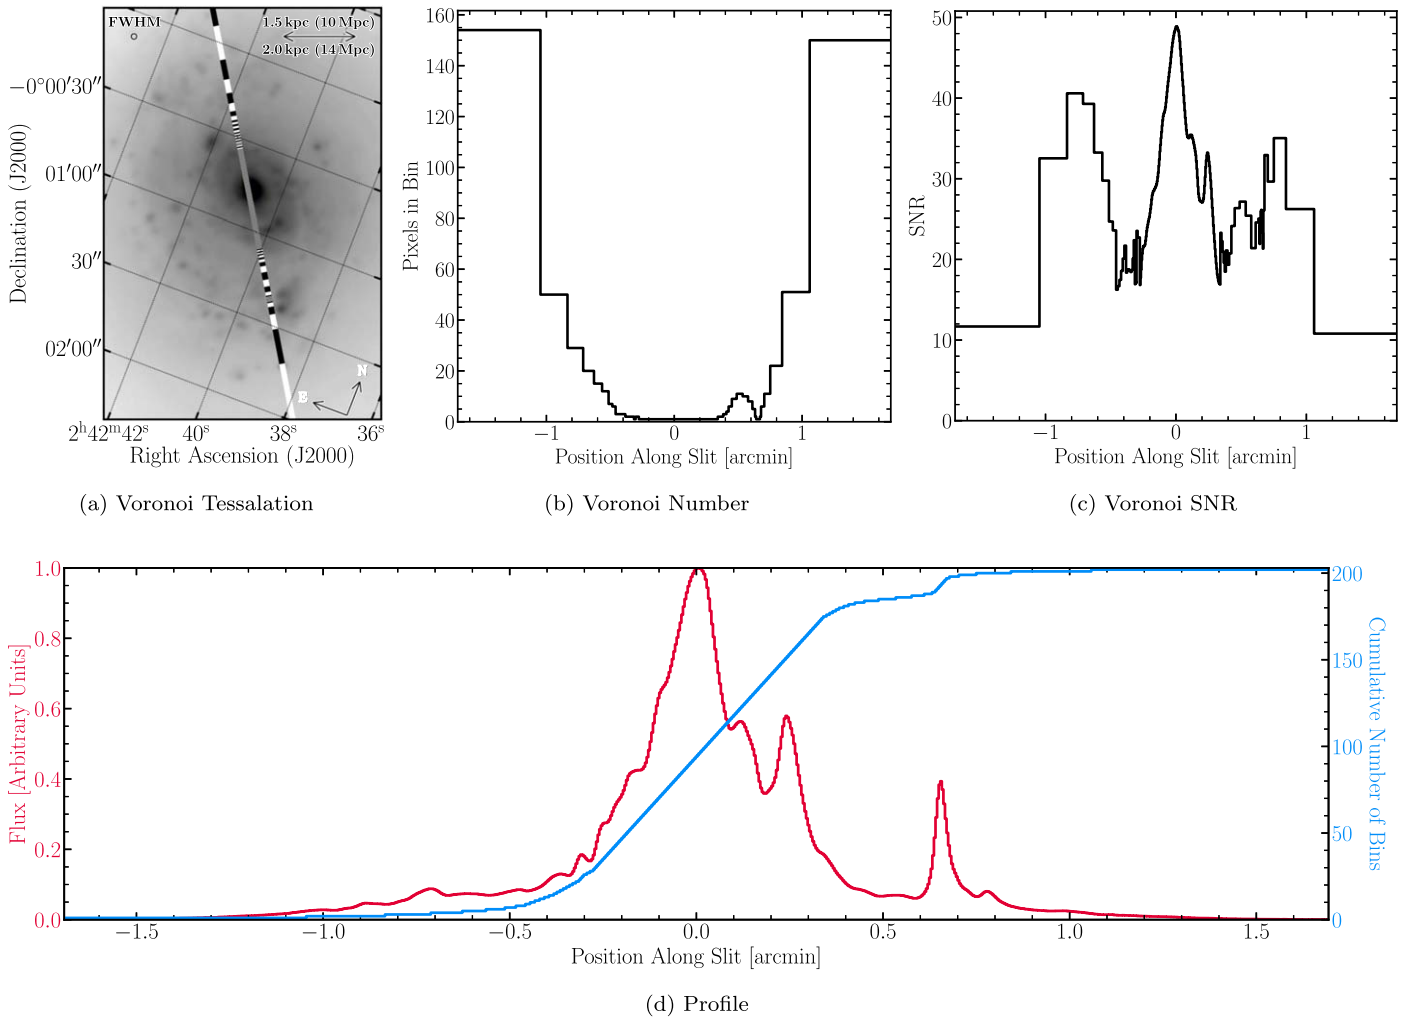 FWHM
1.5 kpc (10 Mpc)
2.0 kpc (14 Mpc)
N
E
−0°00′30″
01′00″
30″
02′00″
Declination (J2000)
2ʰ42ᵐ42ˢ 40ˢ 38ˢ 36ˢ
Right Ascension (J2000)
(a) Voronoi Tessalation
160
140
120
100
80
60
40
20
0
Pixels in Bin
−1 0 1
Position Along Slit [arcmin]
(b) Voronoi Number
50
40
30
20
10
0
SNR
−1 0 1
Position Along Slit [arcmin]
(c) Voronoi SNR
1.0
0.8
0.6
0.4
0.2
0.0
Flux [Arbitrary Units]
200
150
100
50
0
Cumulative Number of Bins
−1.5 −1.0 −0.5 0.0 0.5 1.0 1.5
Position Along Slit [arcmin]
(d) Profile